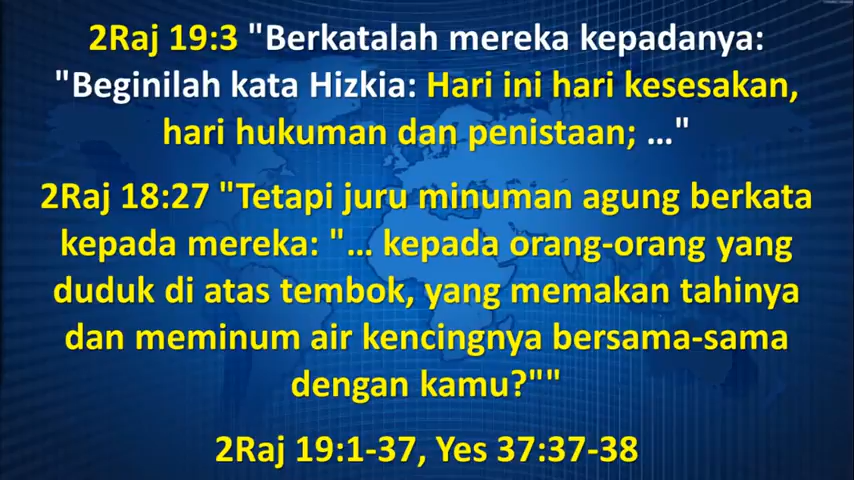 2Raj 19:3 "Berkatalah mereka kepadanya:
"Beginilah kata Hizkia: Hari ini hari kesesakan,
hari hukuman dan penistaan; ..."
2Raj 18:27 "Tetapi juru minuman agung berkata
kepada mereka: "... kepada orang-orang yang
duduk di atas tembok, yang memakan tahinya
dan meminum air kencingnya bersama-sama
dengan kamu?""
2Raj 19:1-37, Yes 37:37-38